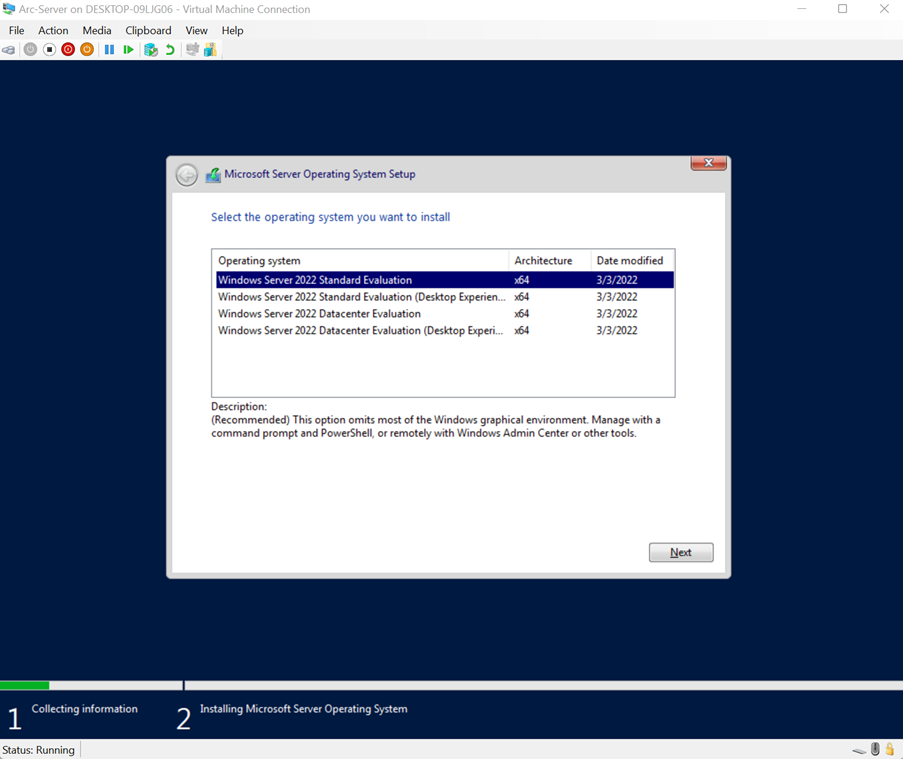 Arc-Server on DESKTOP-09LJG06 - Virtual Machine Connection
File Action Media Clipboard View Help
Microsoft Server Operating System Setup
Select the operating system you want to install
Operating system Architecture Date modified
Windows Server 2022 Standard Evaluation x64 3/3/2022
Windows Server 2022 Standard Evaluation (Desktop Experien... x64 3/3/2022
Windows Server 2022 Datacenter Evaluation x64 3/3/2022
Windows Server 2022 Datacenter Evaluation (Desktop Experi... x64 3/3/2022
Description:
(Recommended) This option omits most of the Windows graphical environment. Manage with a
command prompt and PowerShell, or remotely with Windows Admin Center or other tools.
Next
1 Collecting information 2 Installing Microsoft Server Operating System
Status: Running